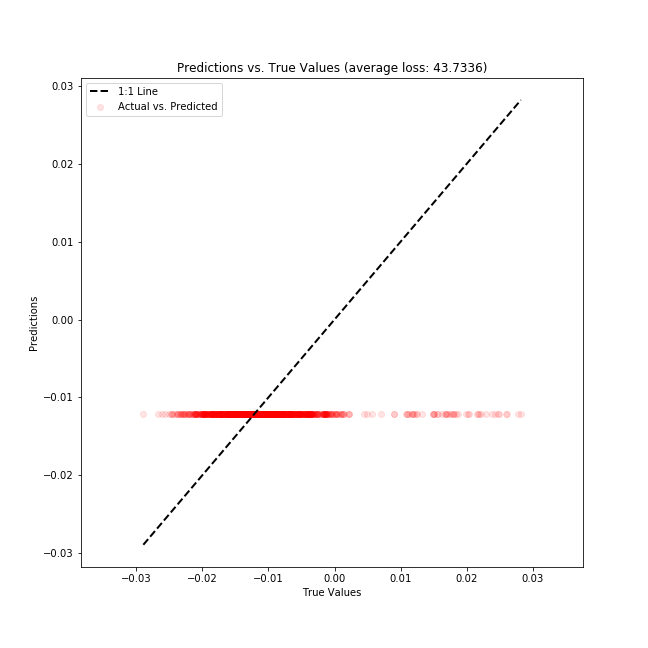 Predictions vs. True Values (average loss: 43.7336)
1:1 Line
Actual vs. Predicted
0.03
0.02
0.01
0.00
−0.01
−0.02
−0.03
Predictions
−0.03 −0.02 −0.01 0.00 0.01 0.02 0.03
True Values